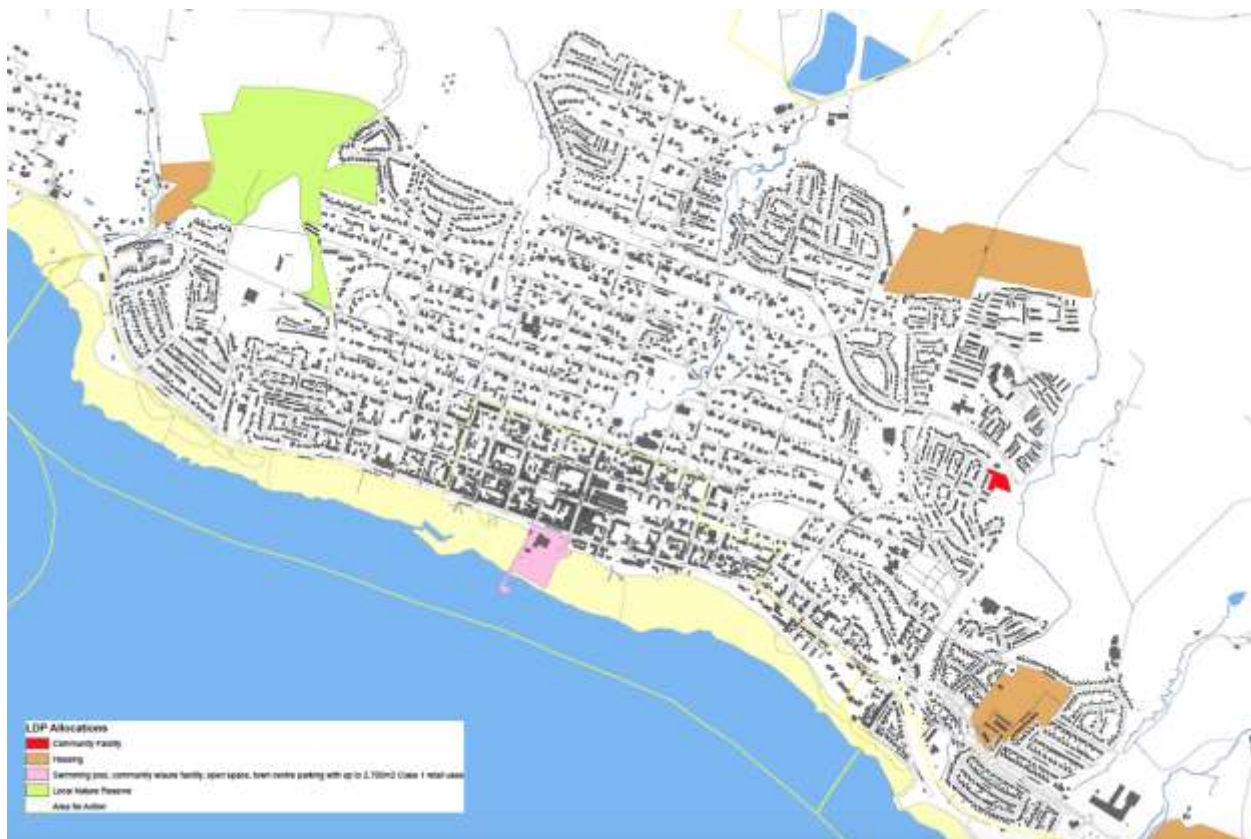 LDP Allocations
Community Facility
Housing
Swimming pool, community leisure facility, open space, town centre parking with up to 2,700m2 Class 1 retail uses
Local Nature Reserve
Area for Action